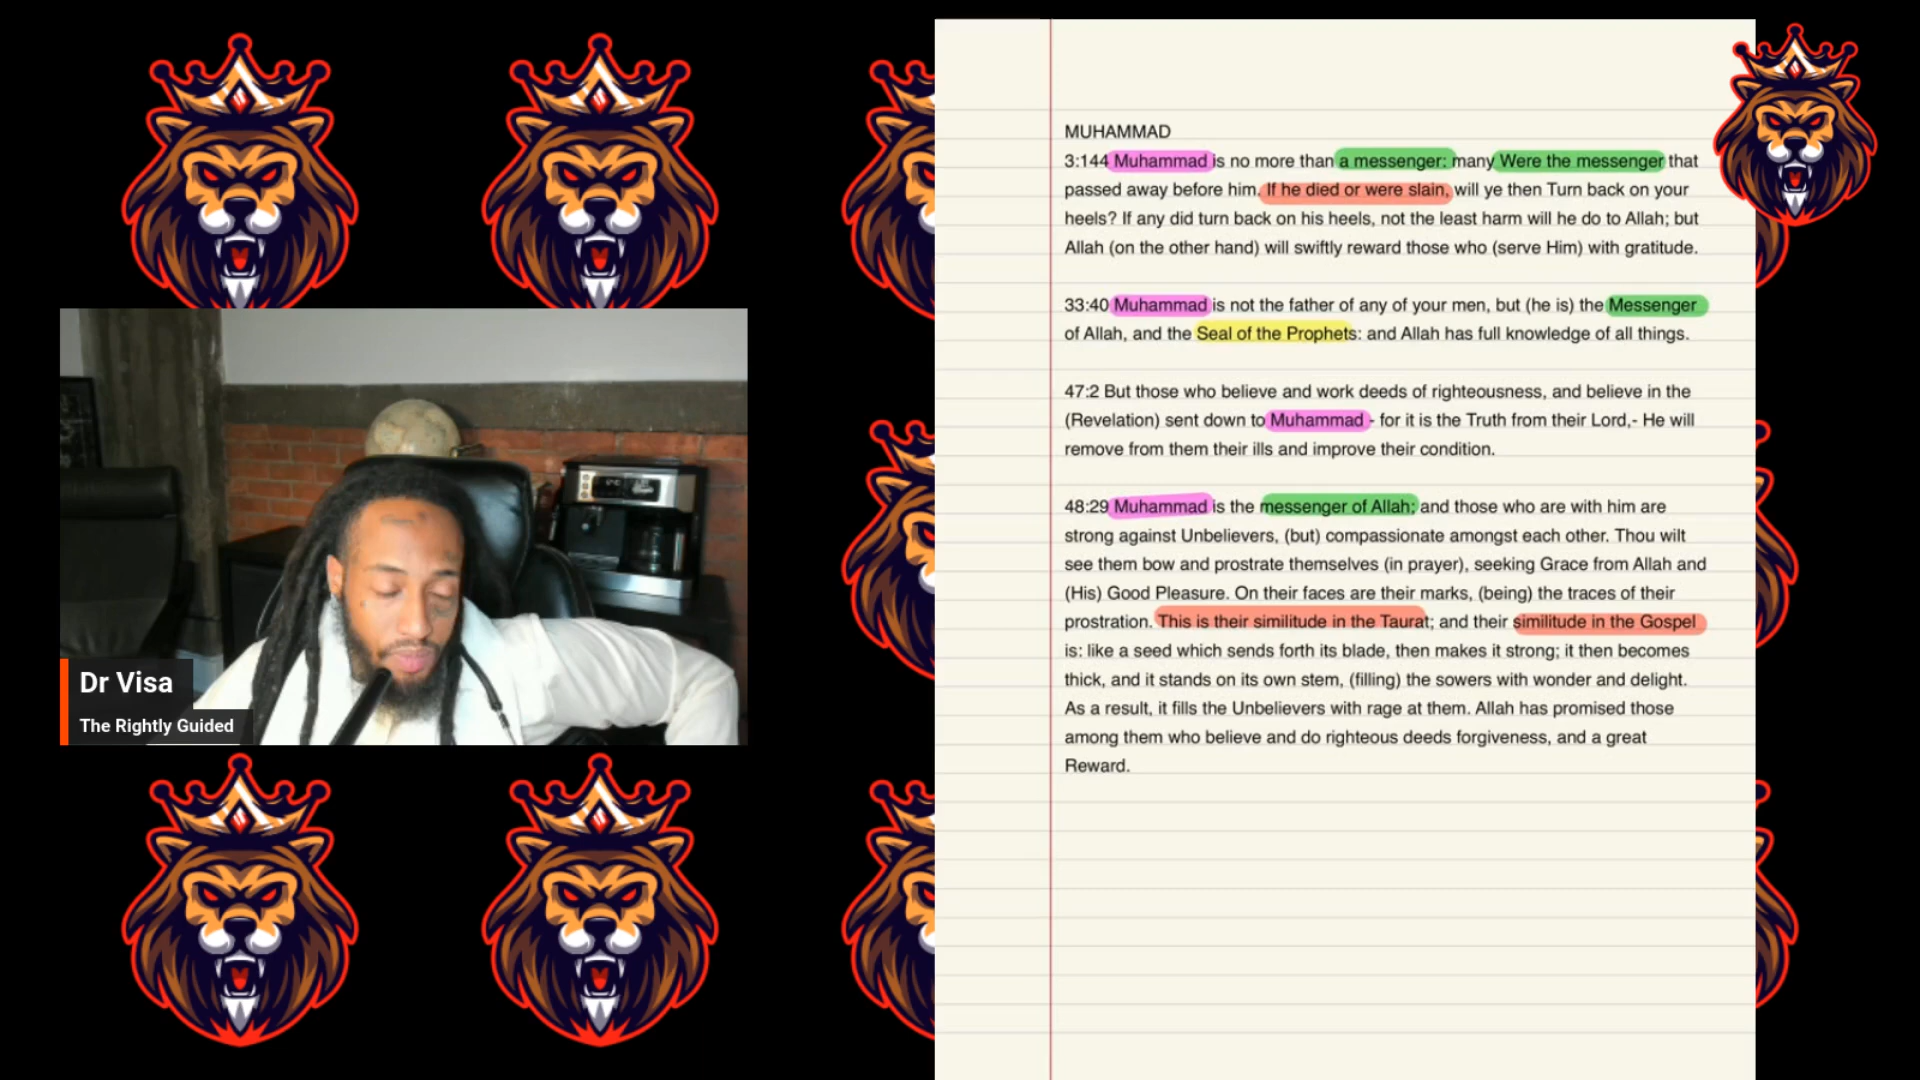 MUHAMMAD
3:144 Muhammad is no more than a messenger: many Were the messenger that
passed away before him. If he died or were slain, will ye then Turn back on your
heels? If any did turn back on his heels, not the least harm will he do to Allah; but
Allah (on the other hand) will swiftly reward those who (serve Him) with gratitude.
33:40 Muhammad is not the father of any of your men, but (he is) the Messenger
of Allah, and the Seal of the Prophets: and Allah has full knowledge of all things.
47:2 But those who believe and work deeds of righteousness, and believe in the
(Revelation) sent down to Muhammad - for it is the Truth from their Lord,- He will
remove from them their ills and improve their condition.
48:29 Muhammad is the messenger of Allah; and those who are with him are
strong against Unbelievers, (but) compassionate amongst each other. Thou wilt
see them bow and prostrate themselves (in prayer), seeking Grace from Allah and
(His) Good Pleasure. On their faces are their marks, (being) the traces of their
prostration. This is their similitude in the Taurat; and their similitude in the Gospel
is: like a seed which sends forth its blade, then makes it strong; it then becomes
thick, and it stands on its own stem, (filling) the sowers with wonder and delight.
As a result, it fills the Unbelievers with rage at them. Allah has promised those
among them who believe and do righteous deeds forgiveness, and a great
Reward.
Dr Visa
The Rightly Guided